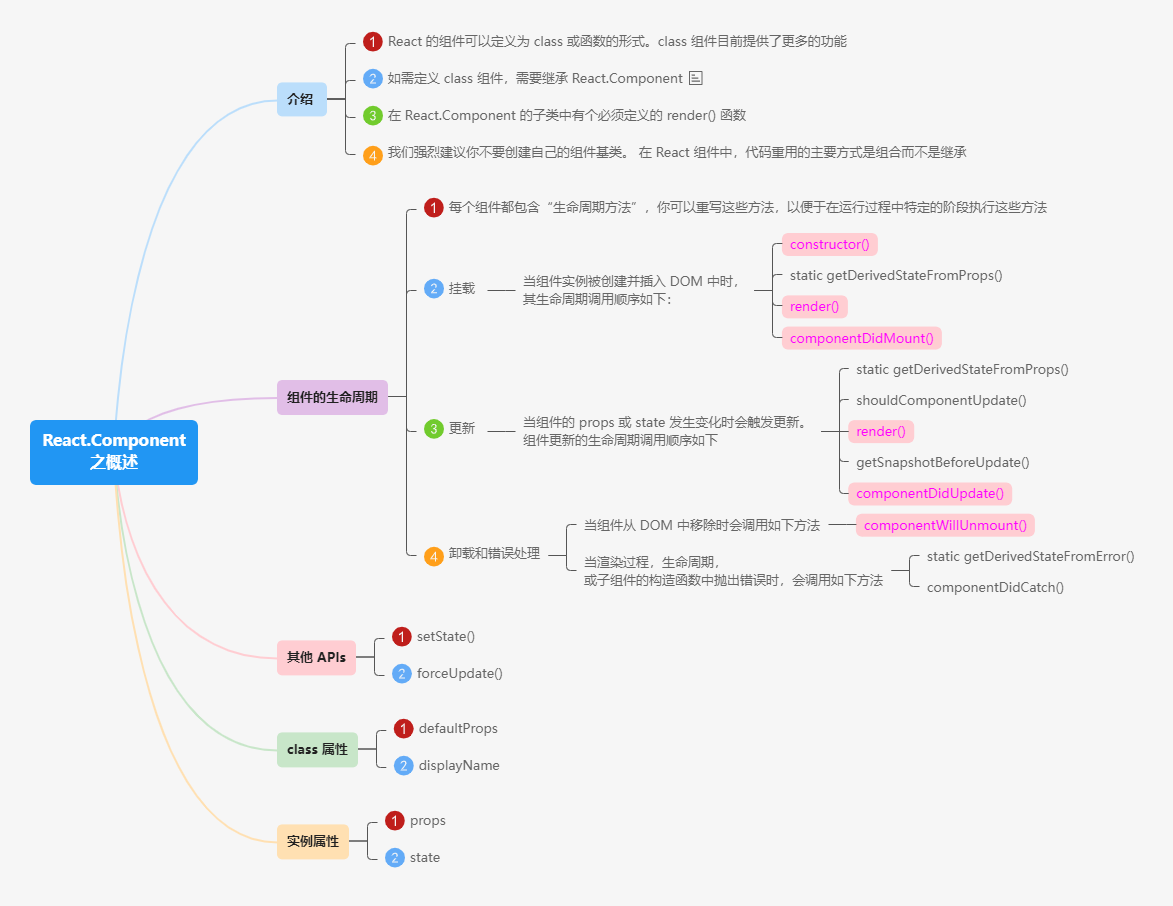 React.Component
之概述
介绍
1 React 的组件可以定义为 class 或函数的形式。class 组件目前提供了更多的功能
2 如需定义 class 组件，需要继承 React.Component
3 在 React.Component 的子类中有个必须定义的 render() 函数
4 我们强烈建议你不要创建自己的组件基类。 在 React 组件中，代码重用的主要方式是组合而不是继承
组件的生命周期
1 每个组件都包含“生命周期方法”，你可以重写这些方法，以便于在运行过程中特定的阶段执行这些方法
2 挂载
当组件实例被创建并插入 DOM 中时，
其生命周期调用顺序如下：
constructor()
static getDerivedStateFromProps()
render()
componentDidMount()
3 更新
当组件的 props 或 state 发生变化时会触发更新。
组件更新的生命周期调用顺序如下
static getDerivedStateFromProps()
shouldComponentUpdate()
render()
getSnapshotBeforeUpdate()
componentDidUpdate()
4 卸载和错误处理
当组件从 DOM 中移除时会调用如下方法
componentWillUnmount()
当渲染过程，生命周期，
或子组件的构造函数中抛出错误时，会调用如下方法
static getDerivedStateFromError()
componentDidCatch()
其他 APIs
1 setState()
2 forceUpdate()
class 属性
1 defaultProps
2 displayName
实例属性
1 props
2 state